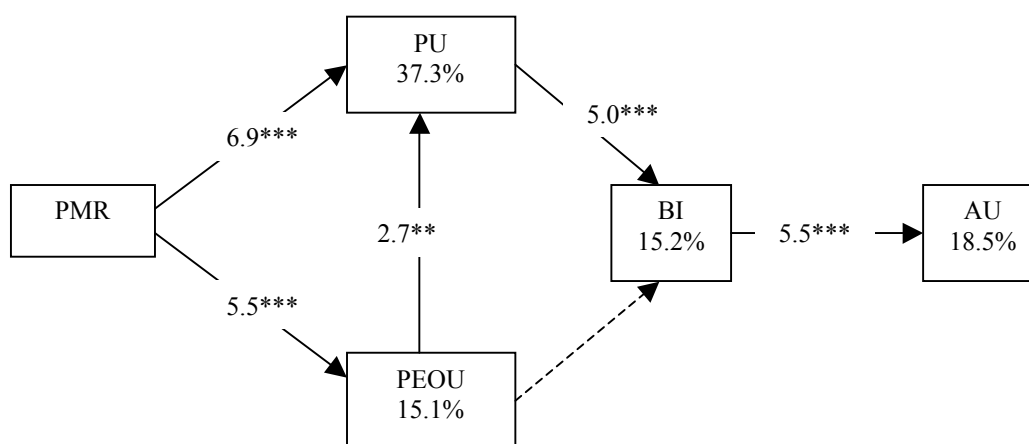 PU
37.3%
5.0***
6.9***
PMR
2.7**
BI
15.2%
5.5***
AU
18.5%
5.5***
PEOU
15.1%